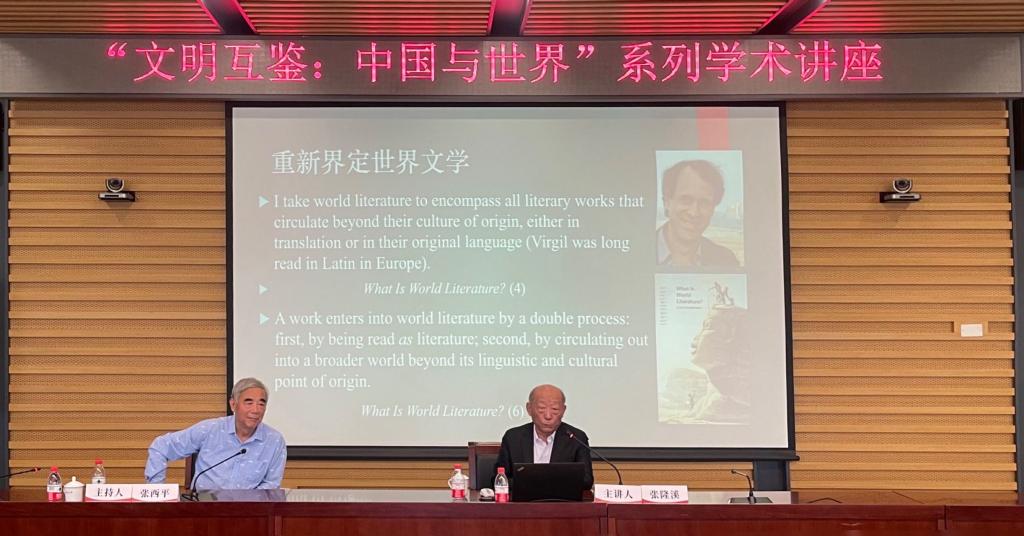 “文明互鉴：中国与世界”系列学术讲座
重新界定世界文学
I take world literature to encompass all literary works that
circulate beyond their culture of origin, either in
translation or in their original language (Virgil was long
read in Latin in Europe).
What Is World Literature? (4)
A work enters into world literature by a double process:
first, by being read as literature; second, by circulating out
into a broader world beyond its linguistic and cultural
point of origin.
What Is World Literature? (6)
What Is
World
Literature?
主持人 张西平
主讲人 张隆溪